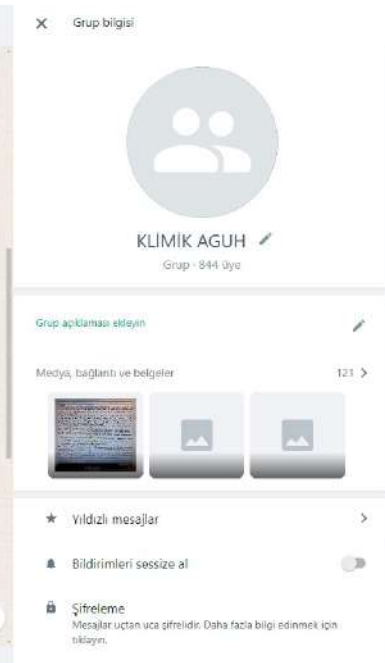 Grup bilgisi
KLİMİK AGUH
Grup · 844 üye
Grup açıklaması ekleyin
Medya, bağlantı ve belgeler
121
Yıldızlı mesajlar
Bildirimleri sessize al
Şifreleme
Mesajlar uçtan uca şifrelidir. Daha fazla bilgi edinmek için
tıklayın.